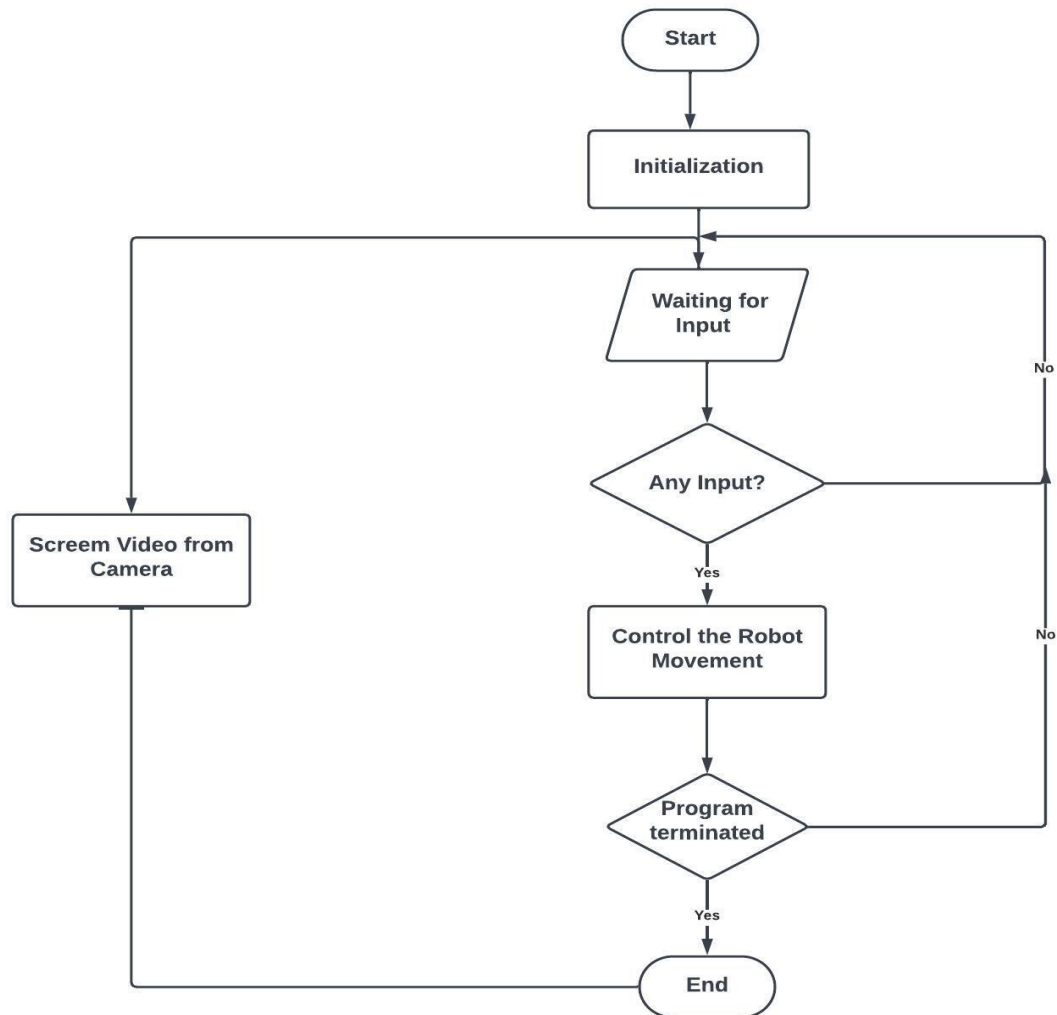 Start
Initialization
Waiting for
Input
No
Any Input?
Screem Video from
Camera
Yes
Control the Robot
Movement
No
Program
terminated
Yes
End